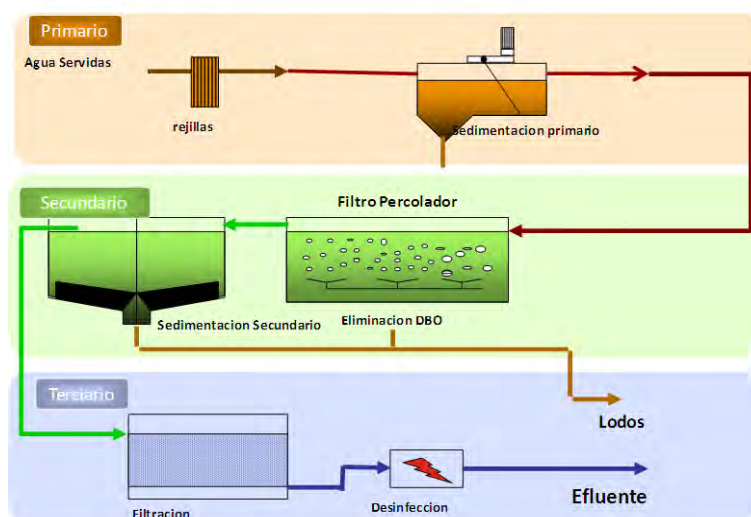 Primario
Agua Servidas
rejillas
Sedimentacion primario
Secundario
Filtro Percolador
Sedimentacion Secundario
Eliminacion DBO
Terciario
Lodos
Efluente
Filtracion
Desinfeccion